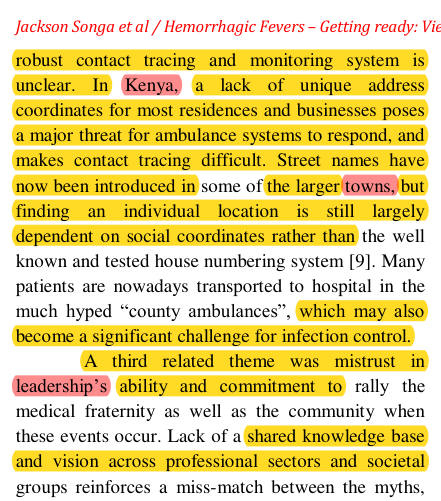 Jackson Songa et al / Hemorrhagic Fevers – Getting ready: Vie
robust contact tracing and monitoring system is
unclear. In Kenya, a lack of unique address
coordinates for most residences and businesses poses
a major threat for ambulance systems to respond, and
makes contact tracing difficult. Street names have
now been introduced in some of the larger towns, but
finding an individual location is still largely
dependent on social coordinates rather than the well
known and tested house numbering system [9]. Many
patients are nowadays transported to hospital in the
much hyped “county ambulances”, which may also
become a significant challenge for infection control.
A third related theme was mistrust in
leadership’s ability and commitment to rally the
medical fraternity as well as the community when
these events occur. Lack of a shared knowledge base
and vision across professional sectors and societal
groups reinforces a miss-match between the myths,